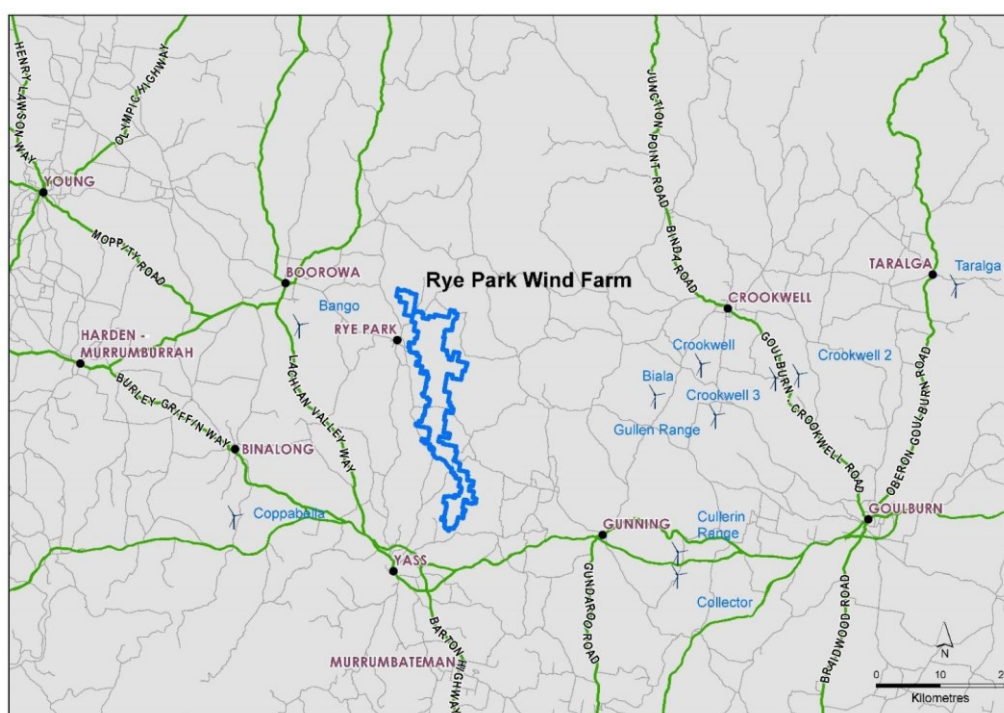 HENRY LAWSON WAY
OLYMPIC HIGHWAY
YOUNG
MOPPITY ROAD
BOOROWA
Bango
Rye Park Wind Farm
RYE PARK
HARDEN -
MURRUMBURRAH
BURLEY GRIFFIN WAY
LACHLAN VALLEY WAY
BINALONG
Coppabella
YASS
BARTON HIGHWAY
MURRUMBATEMAN
JUNCTION POINT ROAD
BINDA ROAD
TARALGA
Taralga
CROOKWELL
Crookwell
Crookwell 2
Biala
Crookwell 3
Gullen Range
GOULBURN - CROOKWELL ROAD
OBERON-GOULBURN ROAD
GOULBURN
GUNNING
Cullerin
Range
Collector
GUNDAROO ROAD
BRAIDWOOD ROAD
N
0 10 2
Kilometres